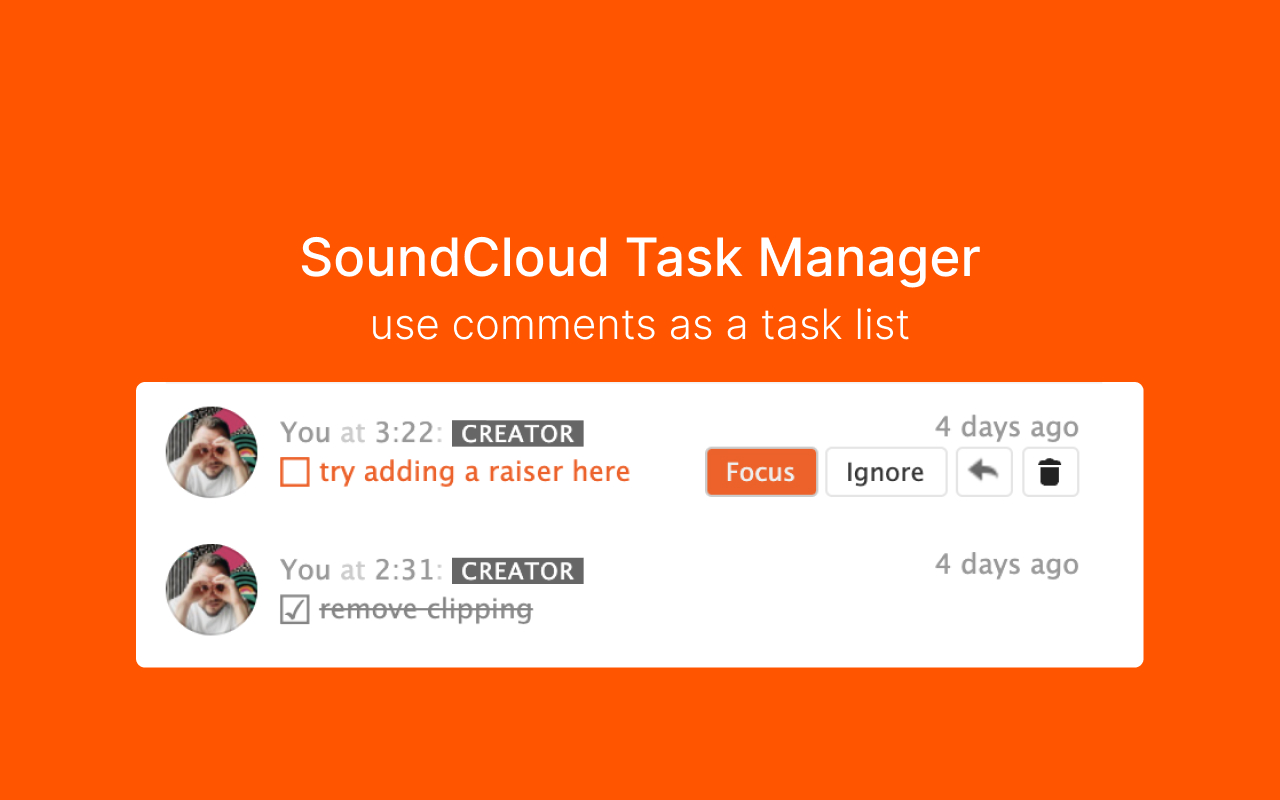 SoundCloud Task Manager
use comments as a task list
You at 3:22: CREATOR
4 days ago
try adding a raiser here
Focus
Ignore
You at 2:31: CREATOR
4 days ago
remove clipping